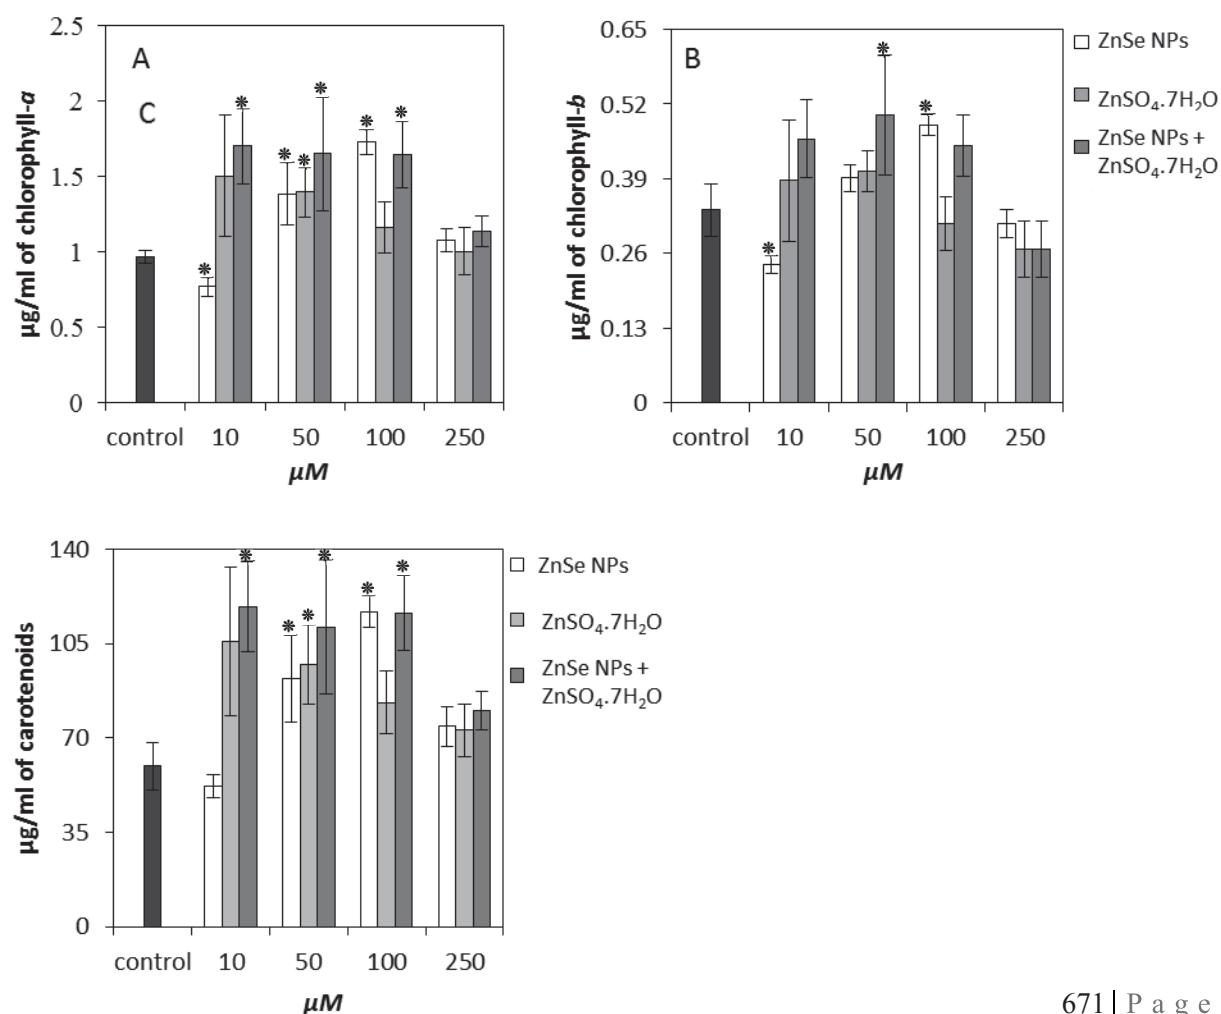 2.5
2
1.5
1
0.5
0
µg/ml of chlorophyll-a
A
C
*
*
*
*
*
*
control 10 50 100 250
µM
0.65
0.52
0.39
0.26
0.13
0
µg/ml of chlorophyll-b
B
*
*
*
control 10 50 100 250
µM
ZnSe NPs
ZnSO₄.7H₂O
ZnSe NPs +
ZnSO₄.7H₂O
140
105
70
35
0
µg/ml of carotenoids
*
*
*
*
*
*
control 10 50 100 250
µM
ZnSe NPs
ZnSO₄.7H₂O
ZnSe NPs +
ZnSO₄.7H₂O
671| P a g e